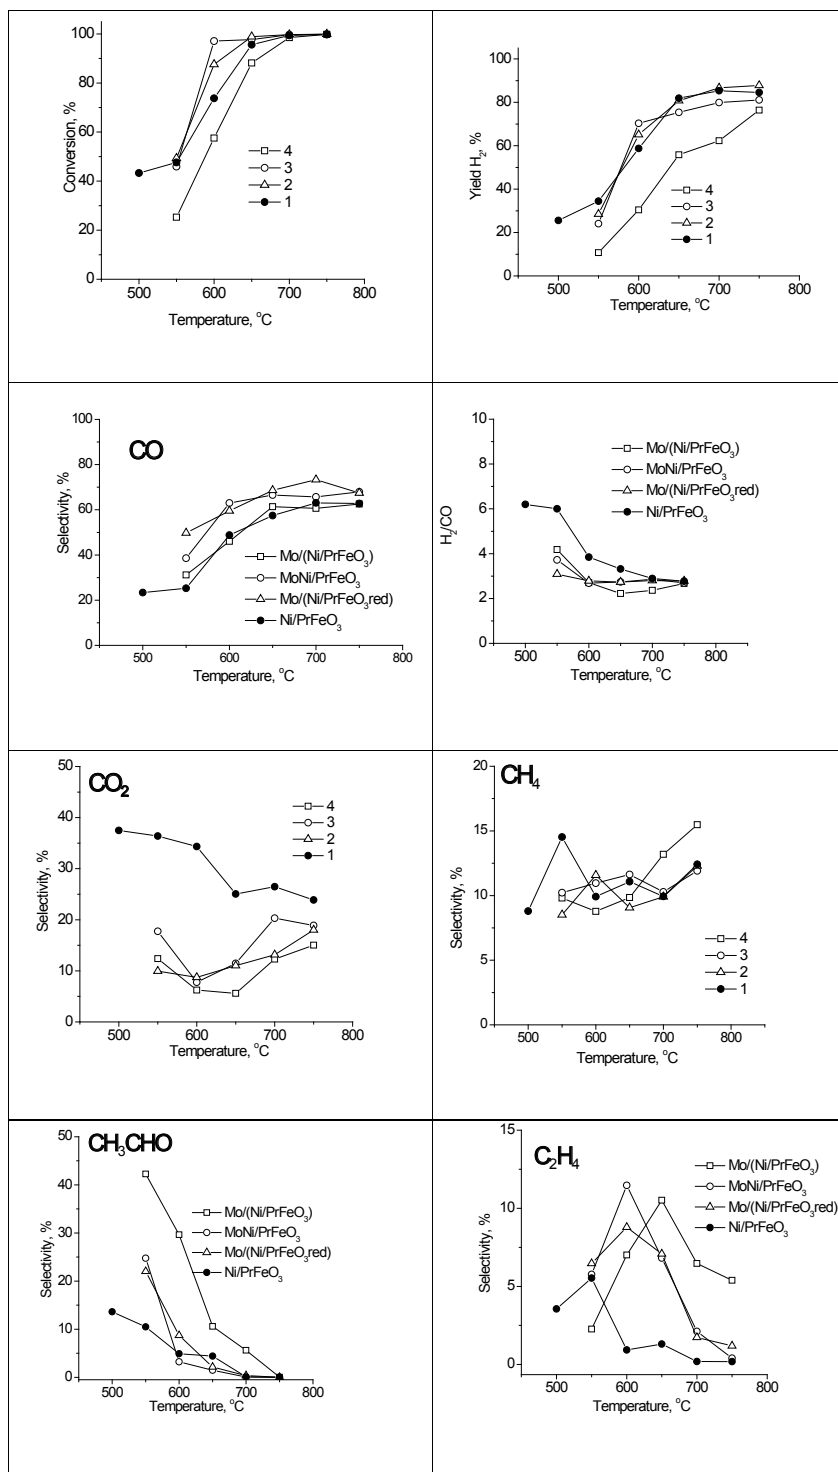 100
80
60
40
20
0
Conversion, %
4
3
2
1
500 600 700 800
Temperature, °C
100
80
60
40
20
0
Yield H₂, %
4
3
2
1
500 600 700 800
Temperature, °C
100
80
60
40
20
0
Selectivity, %
CO
Mo/(Ni/PrFeO₃)
MoNi/PrFeO₃
Mo/(Ni/PrFeO₃red)
Ni/PrFeO₃
500 600 700 800
Temperature, °C
10
8
6
4
2
0
H₂/CO
Mo/(Ni/PrFeO₃)
MoNi/PrFeO₃
Mo/(Ni/PrFeO₃red)
Ni/PrFeO₃
500 600 700 800
Temperature, °C
50
40
30
20
10
0
Selectivity, %
CO₂
4
3
2
1
500 600 700 800
Temperature, °C
20
15
10
5
0
Selectivity, %
CH₄
4
3
2
1
500 600 700 800
Temperature, °C
50
40
30
20
10
0
Selectivity, %
CH₃CHO
Mo/(Ni/PrFeO₃)
MoNi/PrFeO₃
Mo/(Ni/PrFeO₃red)
Ni/PrFeO₃
500 600 700 800
Temperature, °C
15
10
5
0
Selectivity, %
C₂H₄
Mo/(Ni/PrFeO₃)
MoNi/PrFeO₃
Mo/(Ni/PrFeO₃red)
Ni/PrFeO₃
500 600 700 800
Temperature, °C